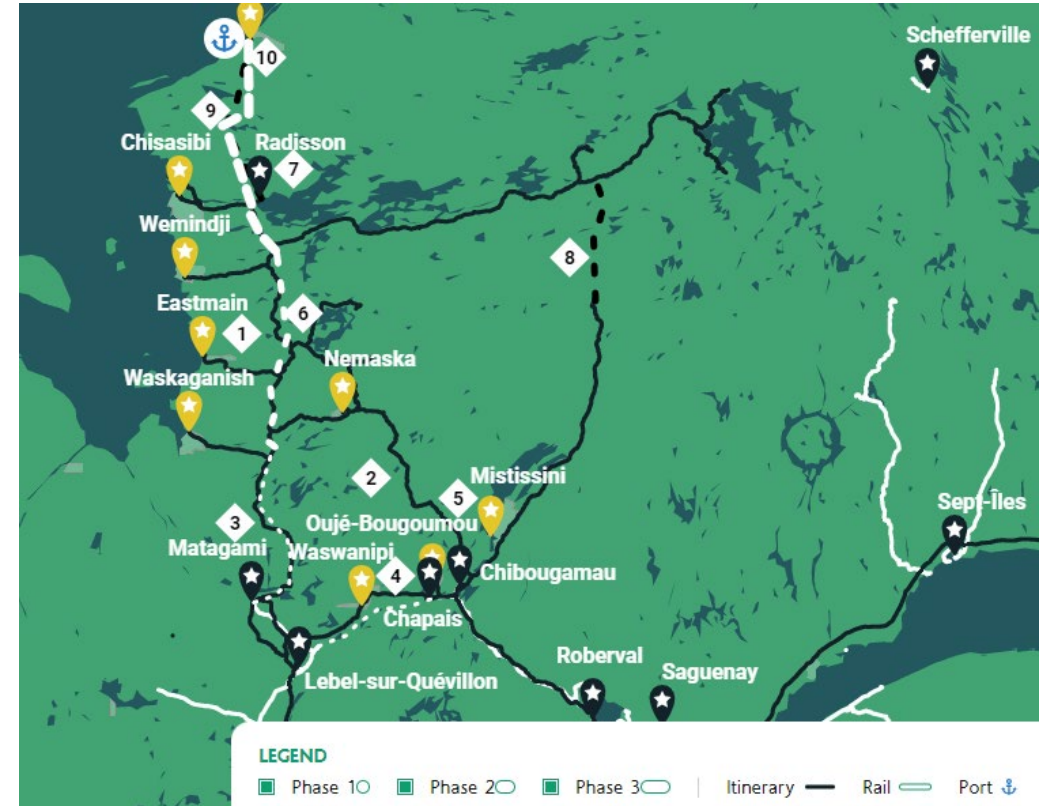 Schefferville
10
9
Chisasibi
Radisson
7
Wemindji
8
Eastmain
6
1
Nemaska
Waskaganish
2
Mistissini
5
Sept-Îles
Oujé-Bougoumou
3
Matagami
Waswanipi
4
Chibougamau
Chapais
Roberval
Saguenay
Lebel-sur-Quévillon
LEGEND
Phase 1 Phase 2 Phase 3 Itinerary Rail Port